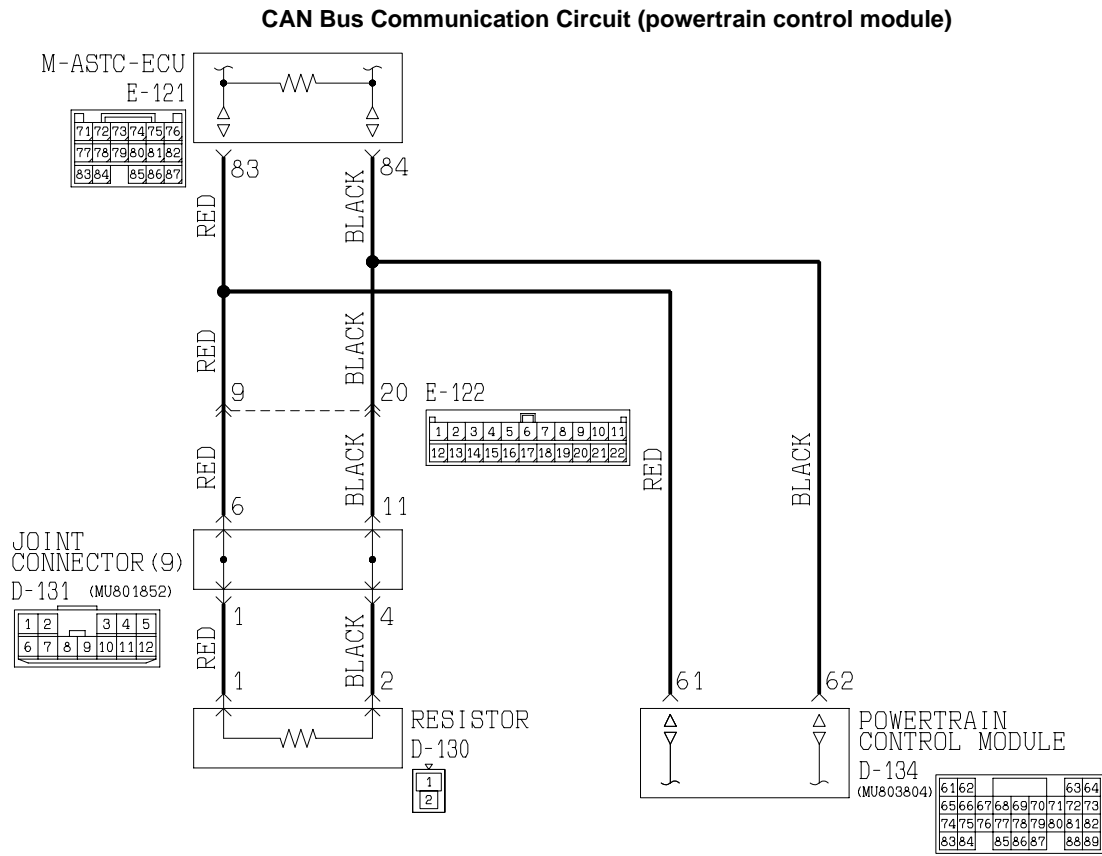 CAN Bus Communication Circuit (powertrain control module)
M-ASTC-ECU
E-121
71 72 73 74 75 76
77 78 79 80 81 82
83 84 85 86 87
83
84
RED
BLACK
RED
BLACK
9
20
E-122
1 2 3 4 5 6 7 8 9 10 11
12 13 14 15 16 17 18 19 20 21 22
RED
BLACK
RED
BLACK
6
11
JOINT
CONNECTOR(9)
D-131 (MU801852)
1 2 3 4 5
6 7 8 9 10 11 12
1
4
RED
BLACK
1
2
61
62
RESISTOR
D-130
1
2
POWERTRAIN
CONTROL MODULE
D-134
(MU803804)
61 62 63 64
65 66 67 68 69 70 71 72 73
74 75 76 77 78 79 80 81 82
83 84 85 86 87 88 89